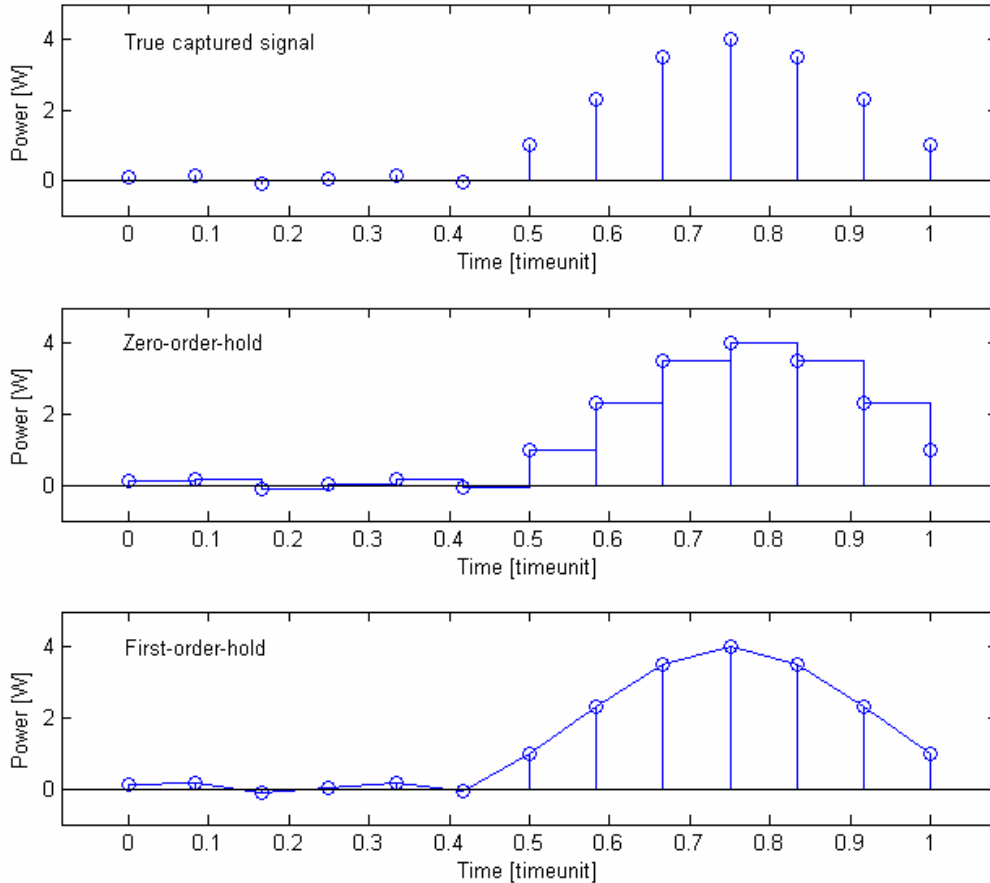 True captured signal
Power [W]
4
2
0
0 0.1 0.2 0.3 0.4 0.5 0.6 0.7 0.8 0.9 1
Time [timeunit]
Zero-order-hold
Power [W]
4
2
0
0 0.1 0.2 0.3 0.4 0.5 0.6 0.7 0.8 0.9 1
Time [timeunit]
First-order-hold
Power [W]
4
2
0
0 0.1 0.2 0.3 0.4 0.5 0.6 0.7 0.8 0.9 1
Time [timeunit]